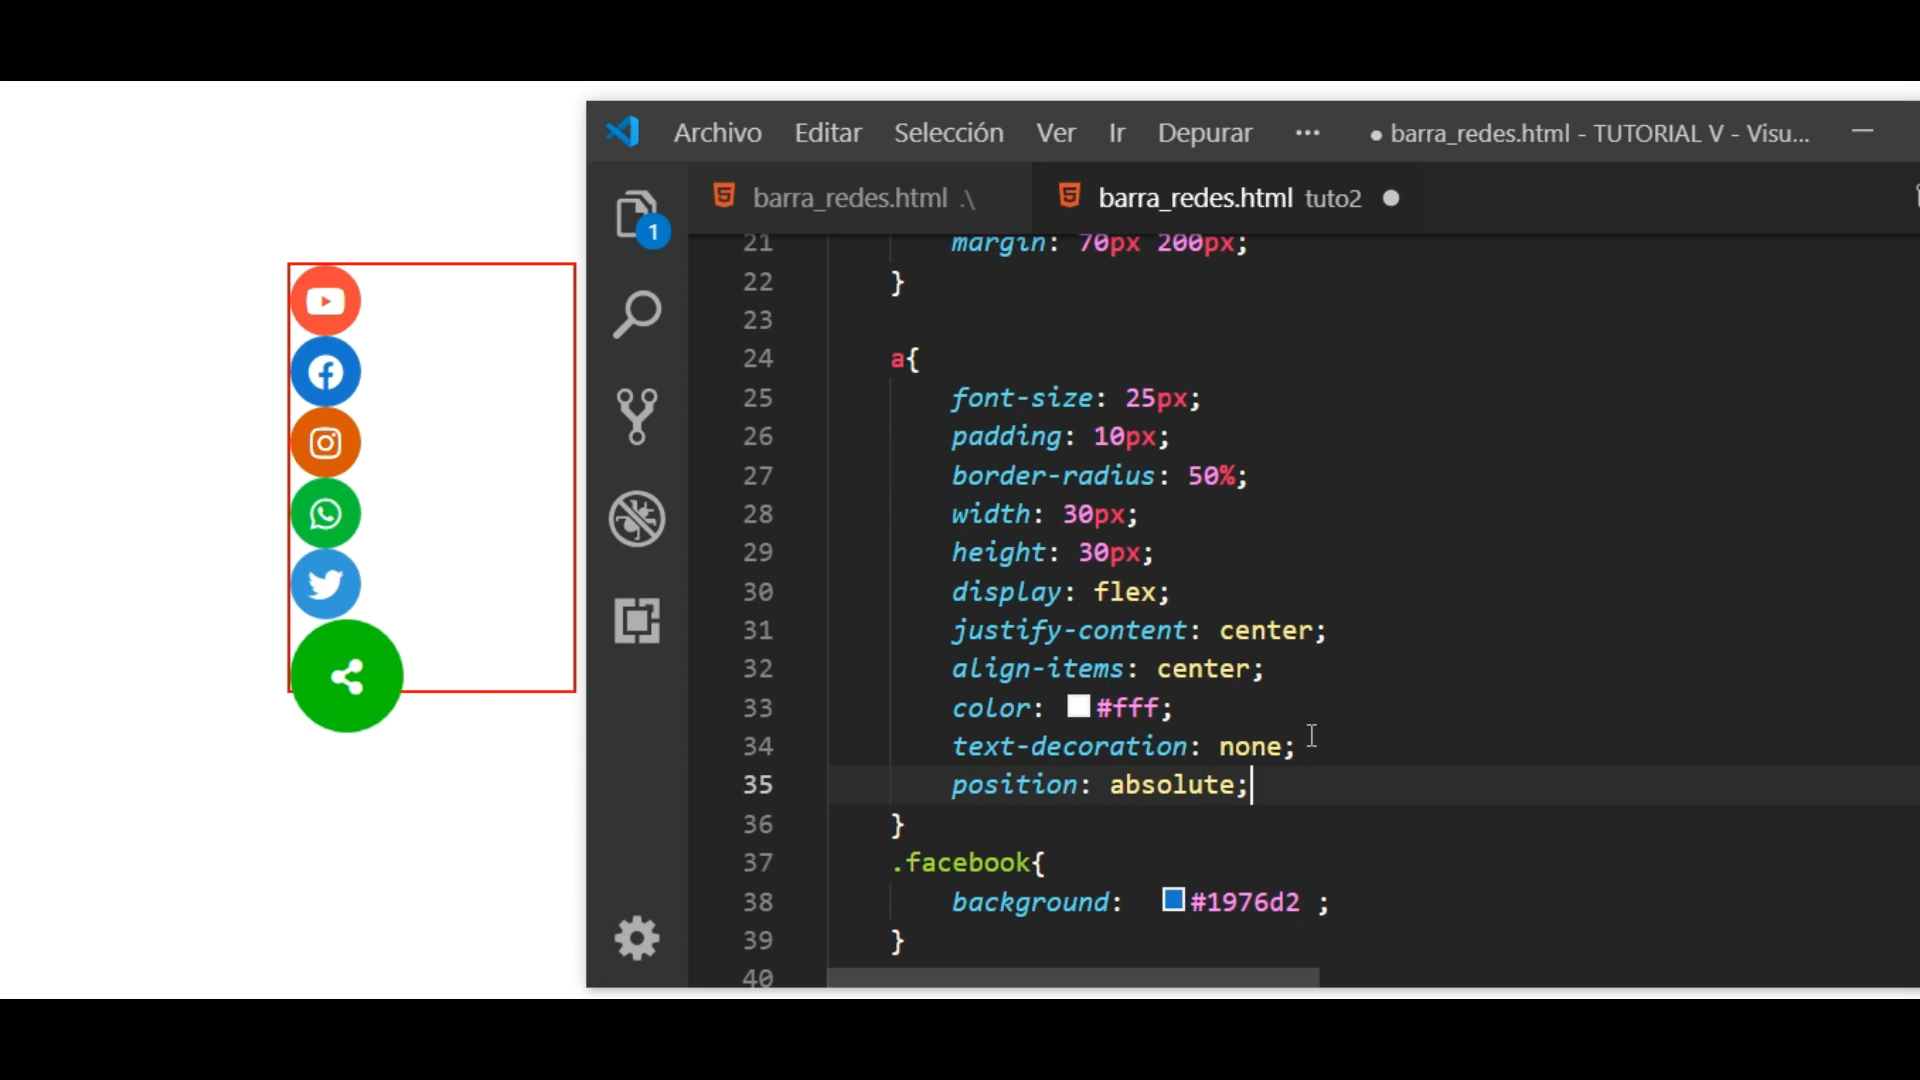 Archivo Editar Selección Ver Ir Depurar ••• ● barra_redes.html - TUTORIAL V - Visu...
barra_redes.html .\ barra_redes.html tuto2 ●
1
21 margin: 70px 200px;
22 }
23
24 a{
25 font-size: 25px;
26 padding: 10px;
27 border-radius: 50%;
28 width: 30px;
29 height: 30px;
30 display: flex;
31 justify-content: center;
32 align-items: center;
33 color: #fff;
34 text-decoration: none;
35 position: absolute;
36 }
37 .facebook{
38 background: #1976d2 ;
39 }
40